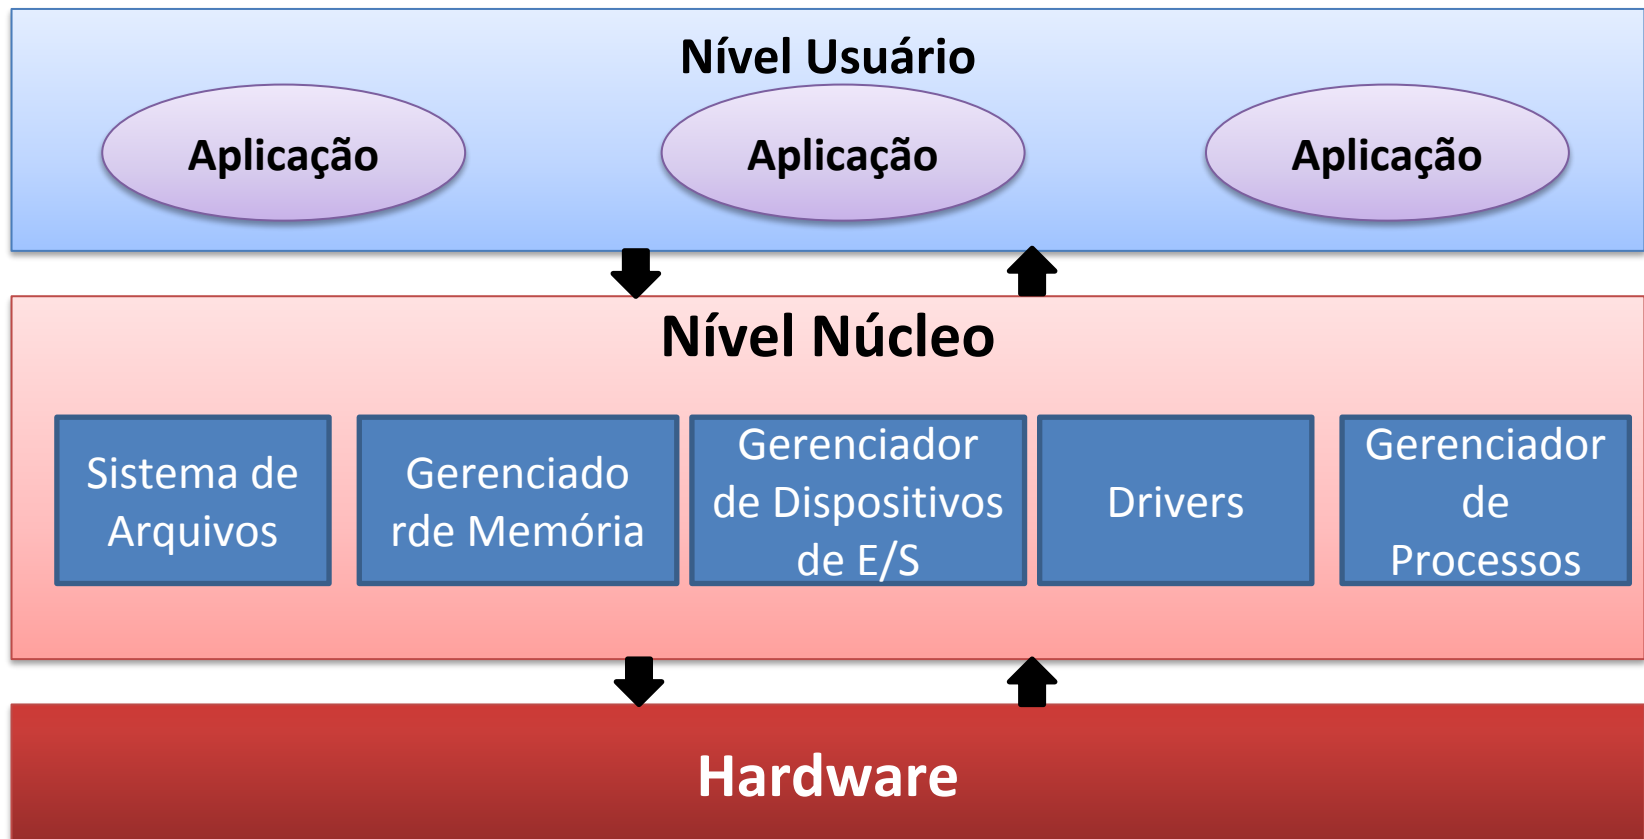 Nível Usuário
Aplicação
Aplicação
Aplicação
Nível Núcleo
Sistema de
Arquivos
Gerenciado
rde Memória
Gerenciador
de Dispositivos
de E/S
Drivers
Gerenciador
de
Processos
Hardware